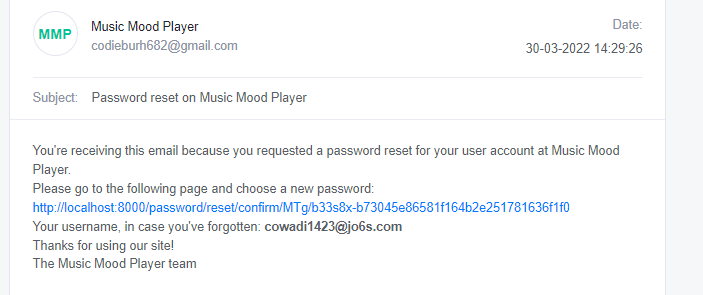 MMP
Music Mood Player
codieburh682@gmail.com
Date:
30-03-2022 14:29:26
Subject: Password reset on Music Mood Player
You're receiving this email because you requested a password reset for your user account at Music Mood
Player.
Please go to the following page and choose a new password:
http://localhost:8000/password/reset/confirm/MTg/b33s8x-b73045e86581f164b2e251781636f1f0
Your username, in case you've forgotten: cowadi1423@jo6s.com
Thanks for using our site!
The Music Mood Player team